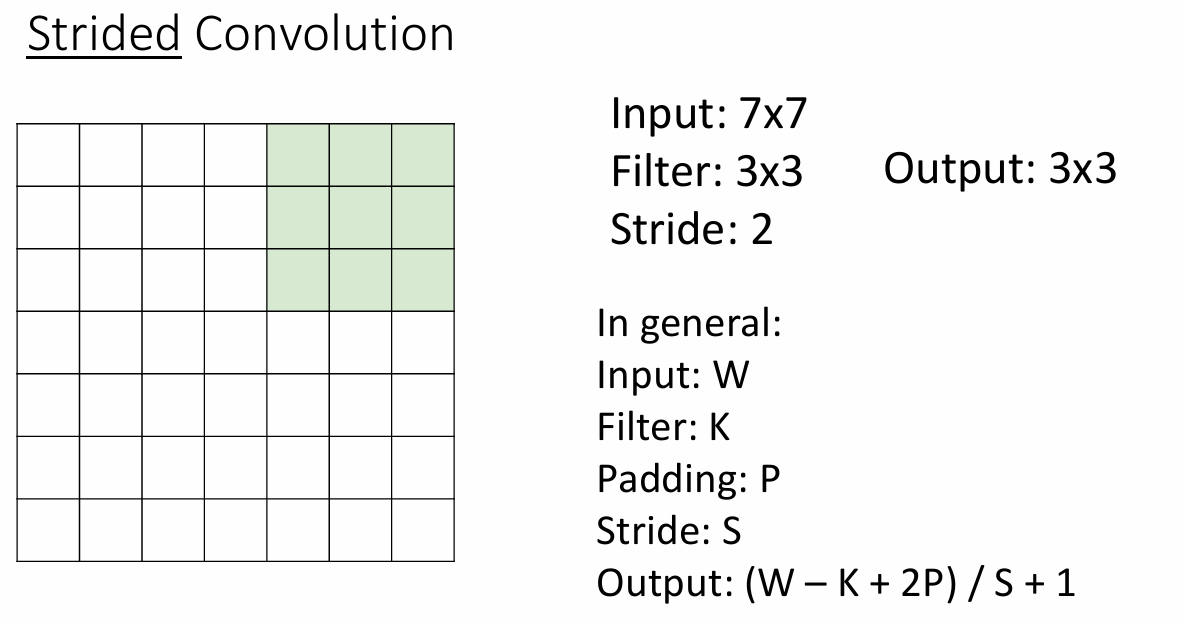 Strided Convolution
Input: 7x7
Filter: 3x3
Output: 3x3
Stride: 2
In general:
Input: W
Filter: K
Padding: P
Stride: S
Output: (W – K + 2P) / S + 1